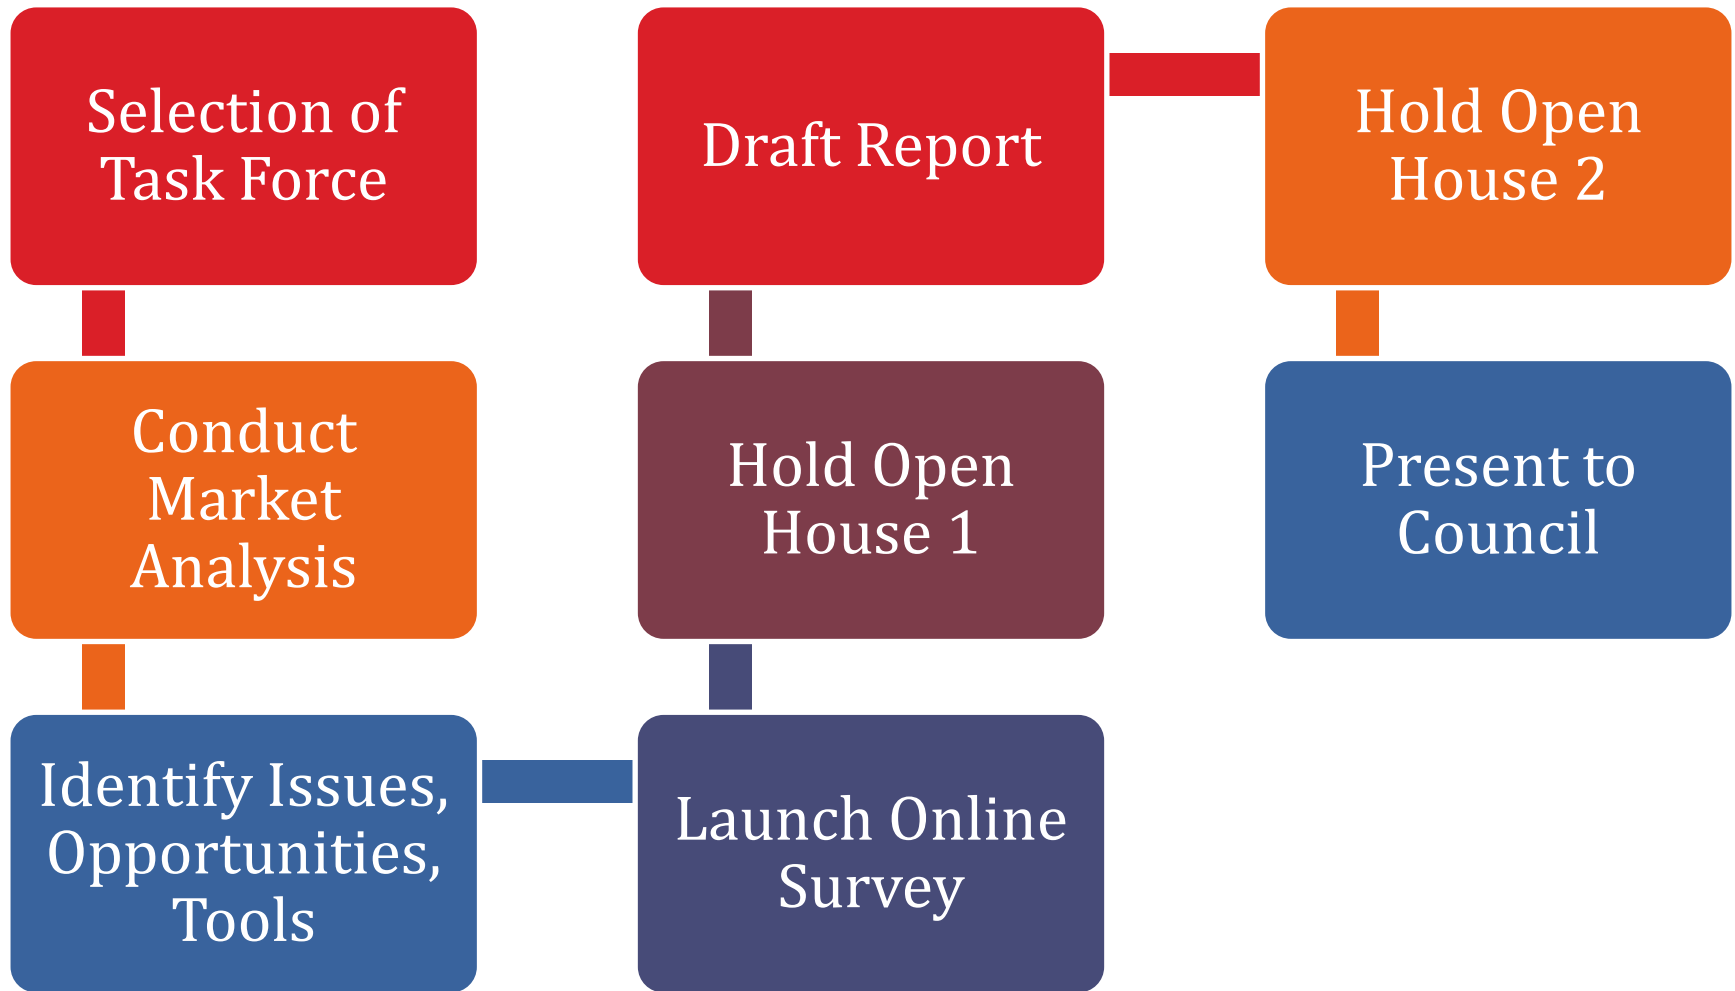 Selection of
Task Force
Conduct
Market
Analysis
Identify Issues,
Opportunities,
Tools
Launch Online
Survey
Hold Open
House 1
Draft Report
Hold Open
House 2
Present to
Council